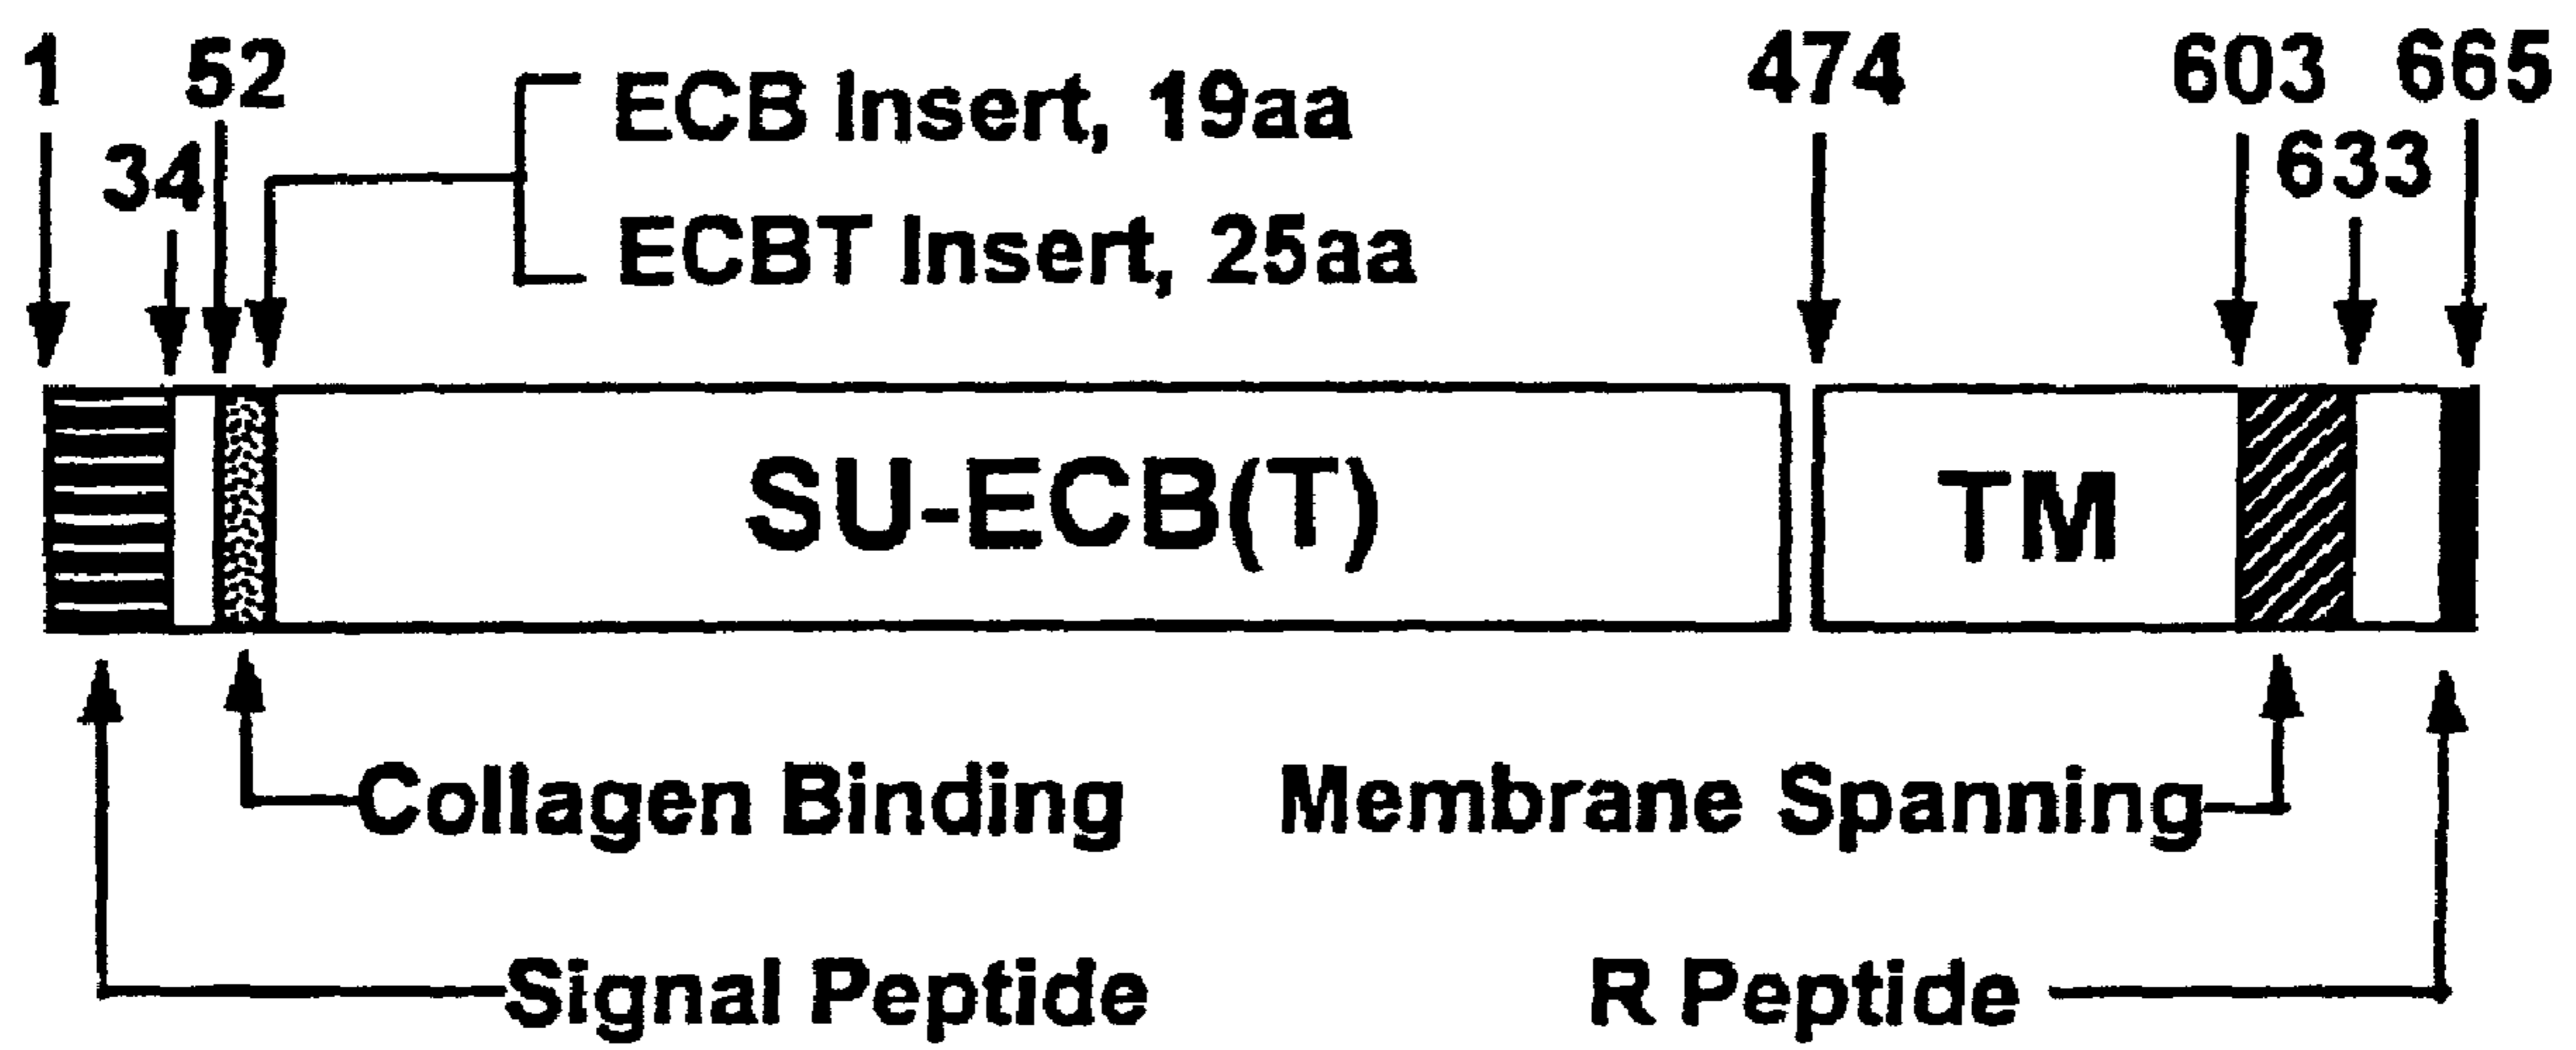 1
52
474
603
665
34
633
ECB Insert, 19aa
ECBT Insert, 25aa
SU-ECB(T)
TM
Collagen Binding
Membrane Spanning
Signal Peptide
R Peptide